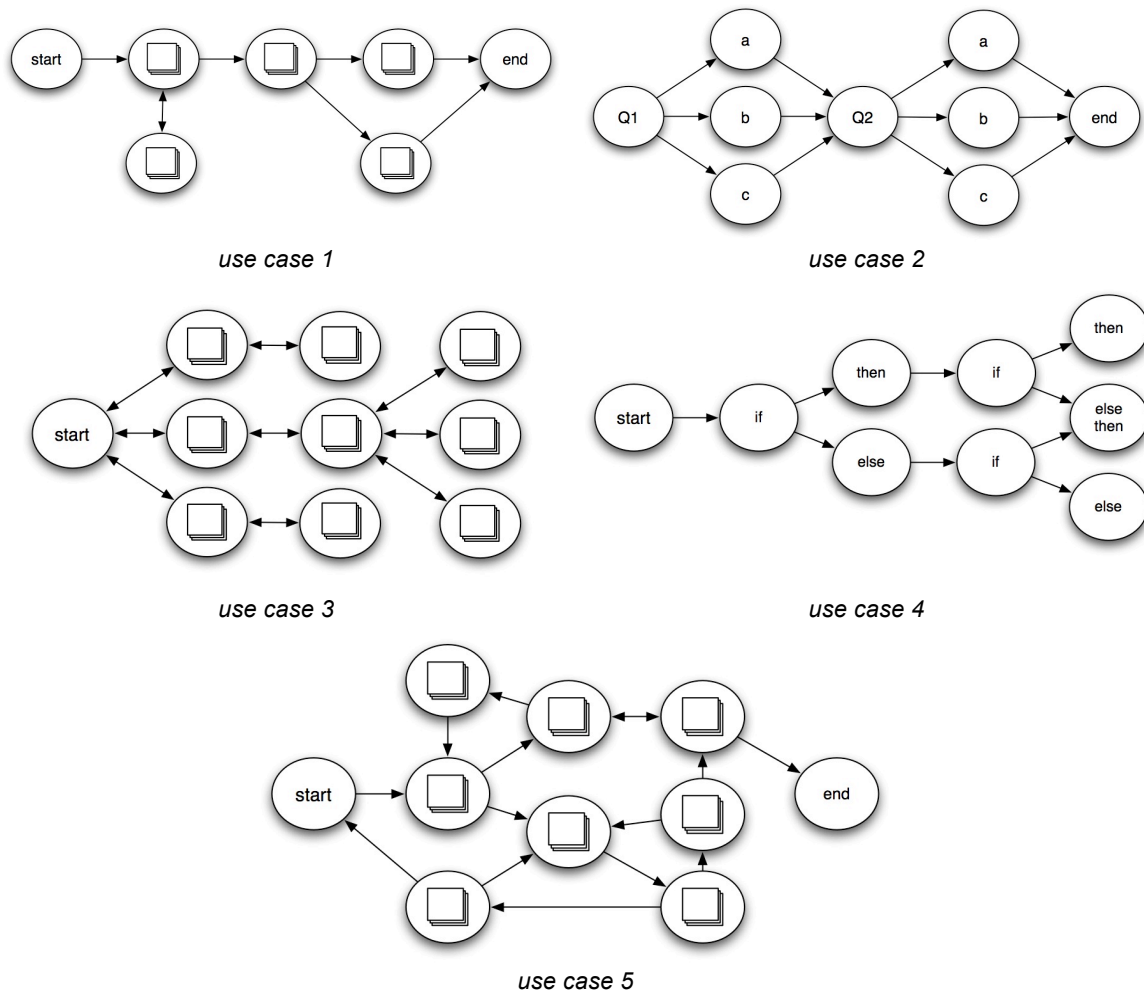 start
end
use case 1
a
a
Q1
b
Q2
b
end
c
c
use case 2
start
use case 3
then
then
if
start
if
else
then
else
if
else
use case 4
start
end
use case 5